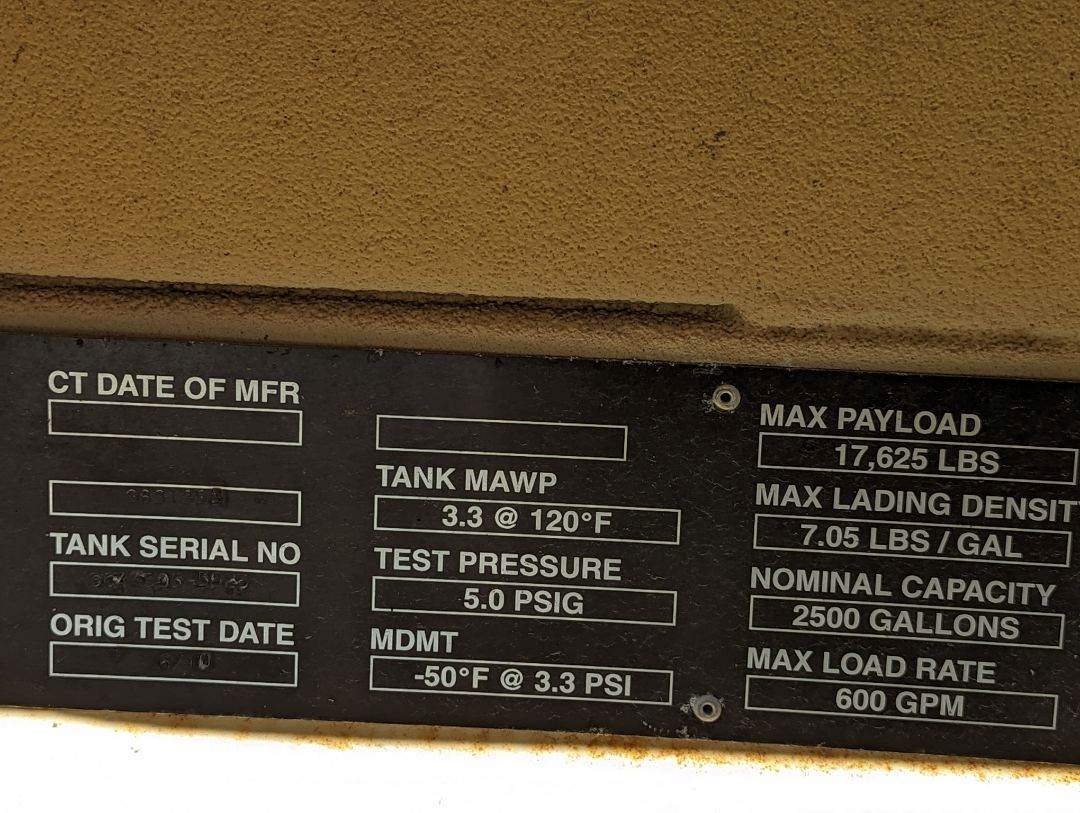 CT DATE OF MFR
TANK SERIAL NO
ORIG TEST DATE
TANK MAWP
3.3 @ 120°F
TEST PRESSURE
5.0 PSIG
MDMT
-50°F @ 3.3 PSI
MAX PAYLOAD
17,625 LBS
MAX LADING DENSIT
7.05 LBS / GAL
NOMINAL CAPACITY
2500 GALLONS
MAX LOAD RATE
600 GPM